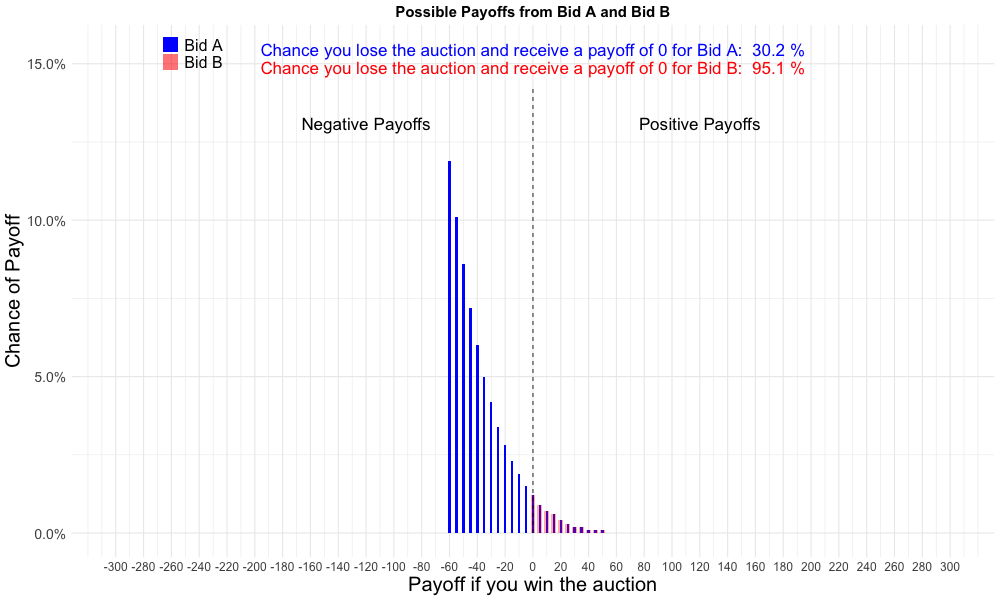 Possible Payoffs from Bid A and Bid B
Bid A
Bid B
Chance you lose the auction and receive a payoff of 0 for Bid A: 30.2 %
Chance you lose the auction and receive a payoff of 0 for Bid B: 95.1 %
Negative Payoffs
Positive Payoffs
Chance of Payoff
15.0%
10.0%
5.0%
0.0%
-300 -280 -260 -240 -220 -200 -180 -160 -140 -120 -100 -80 -60 -40 -20 0 20 40 60 80 100 120 140 160 180 200 220 240 260 280 300
Payoff if you win the auction